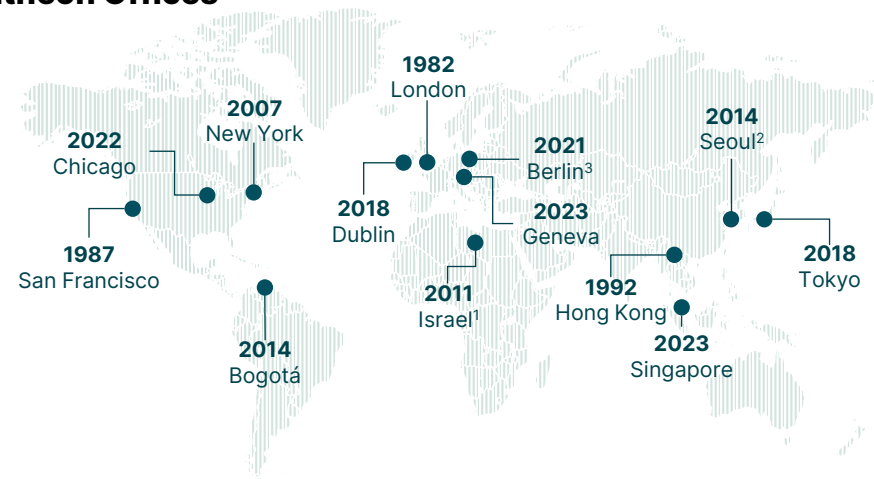 Offices
1982
London
2007
New York
2022
Chicago
2014
Seoul²
2021
Berlin³
2018
Dublin
2023
Geneva
1987
San Francisco
2011
Israel¹
1992
Hong Kong
2018
Tokyo
2014
Bogotá
2023
Singapore